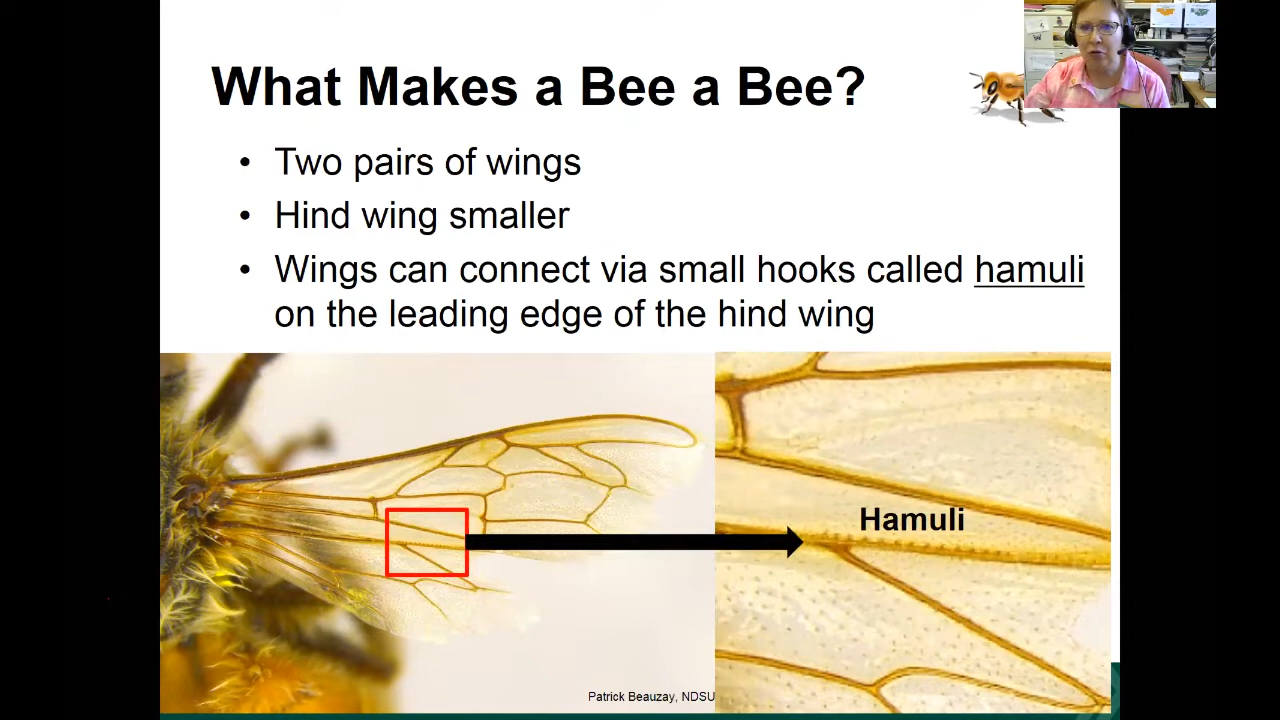 What Makes a Bee a Bee?
• Two pairs of wings
• Hind wing smaller
• Wings can connect via small hooks called hamuli
on the leading edge of the hind wing
Hamuli
Patrick Beauzay, NDSU